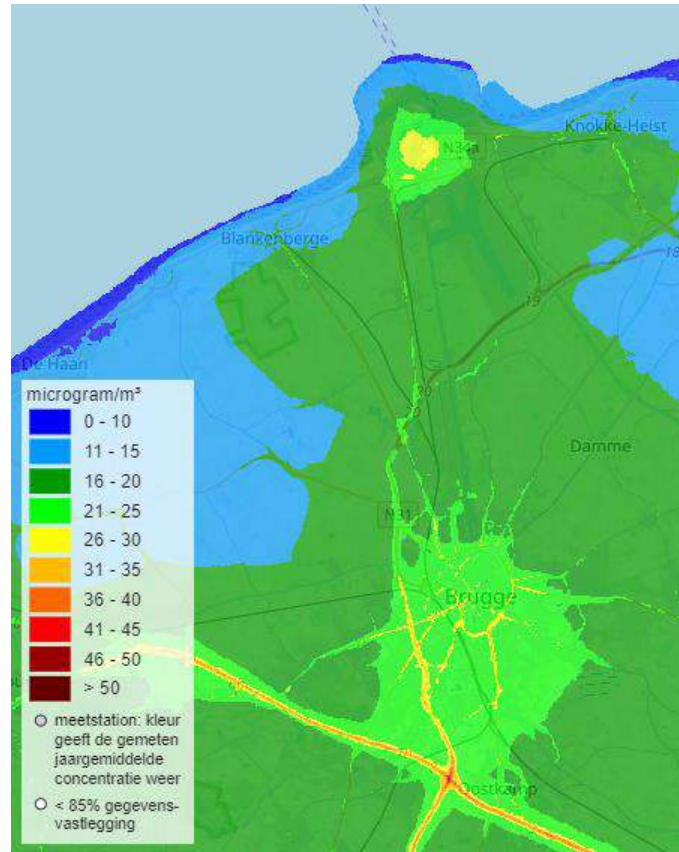 N34a
Knokke-Heist
Blankenberge
18
19
De Haan
microgram/m³
0 - 10
11 - 15
16 - 20
21 - 25
26 - 30
31 - 35
36 - 40
41 - 45
46 - 50
> 50
meetstation: kleur
geeft de gemeten
jaargemiddelde
concentratie weer
< 85% gegevens-
vastlegging
Damme
N31
Brugge
Oostkamp